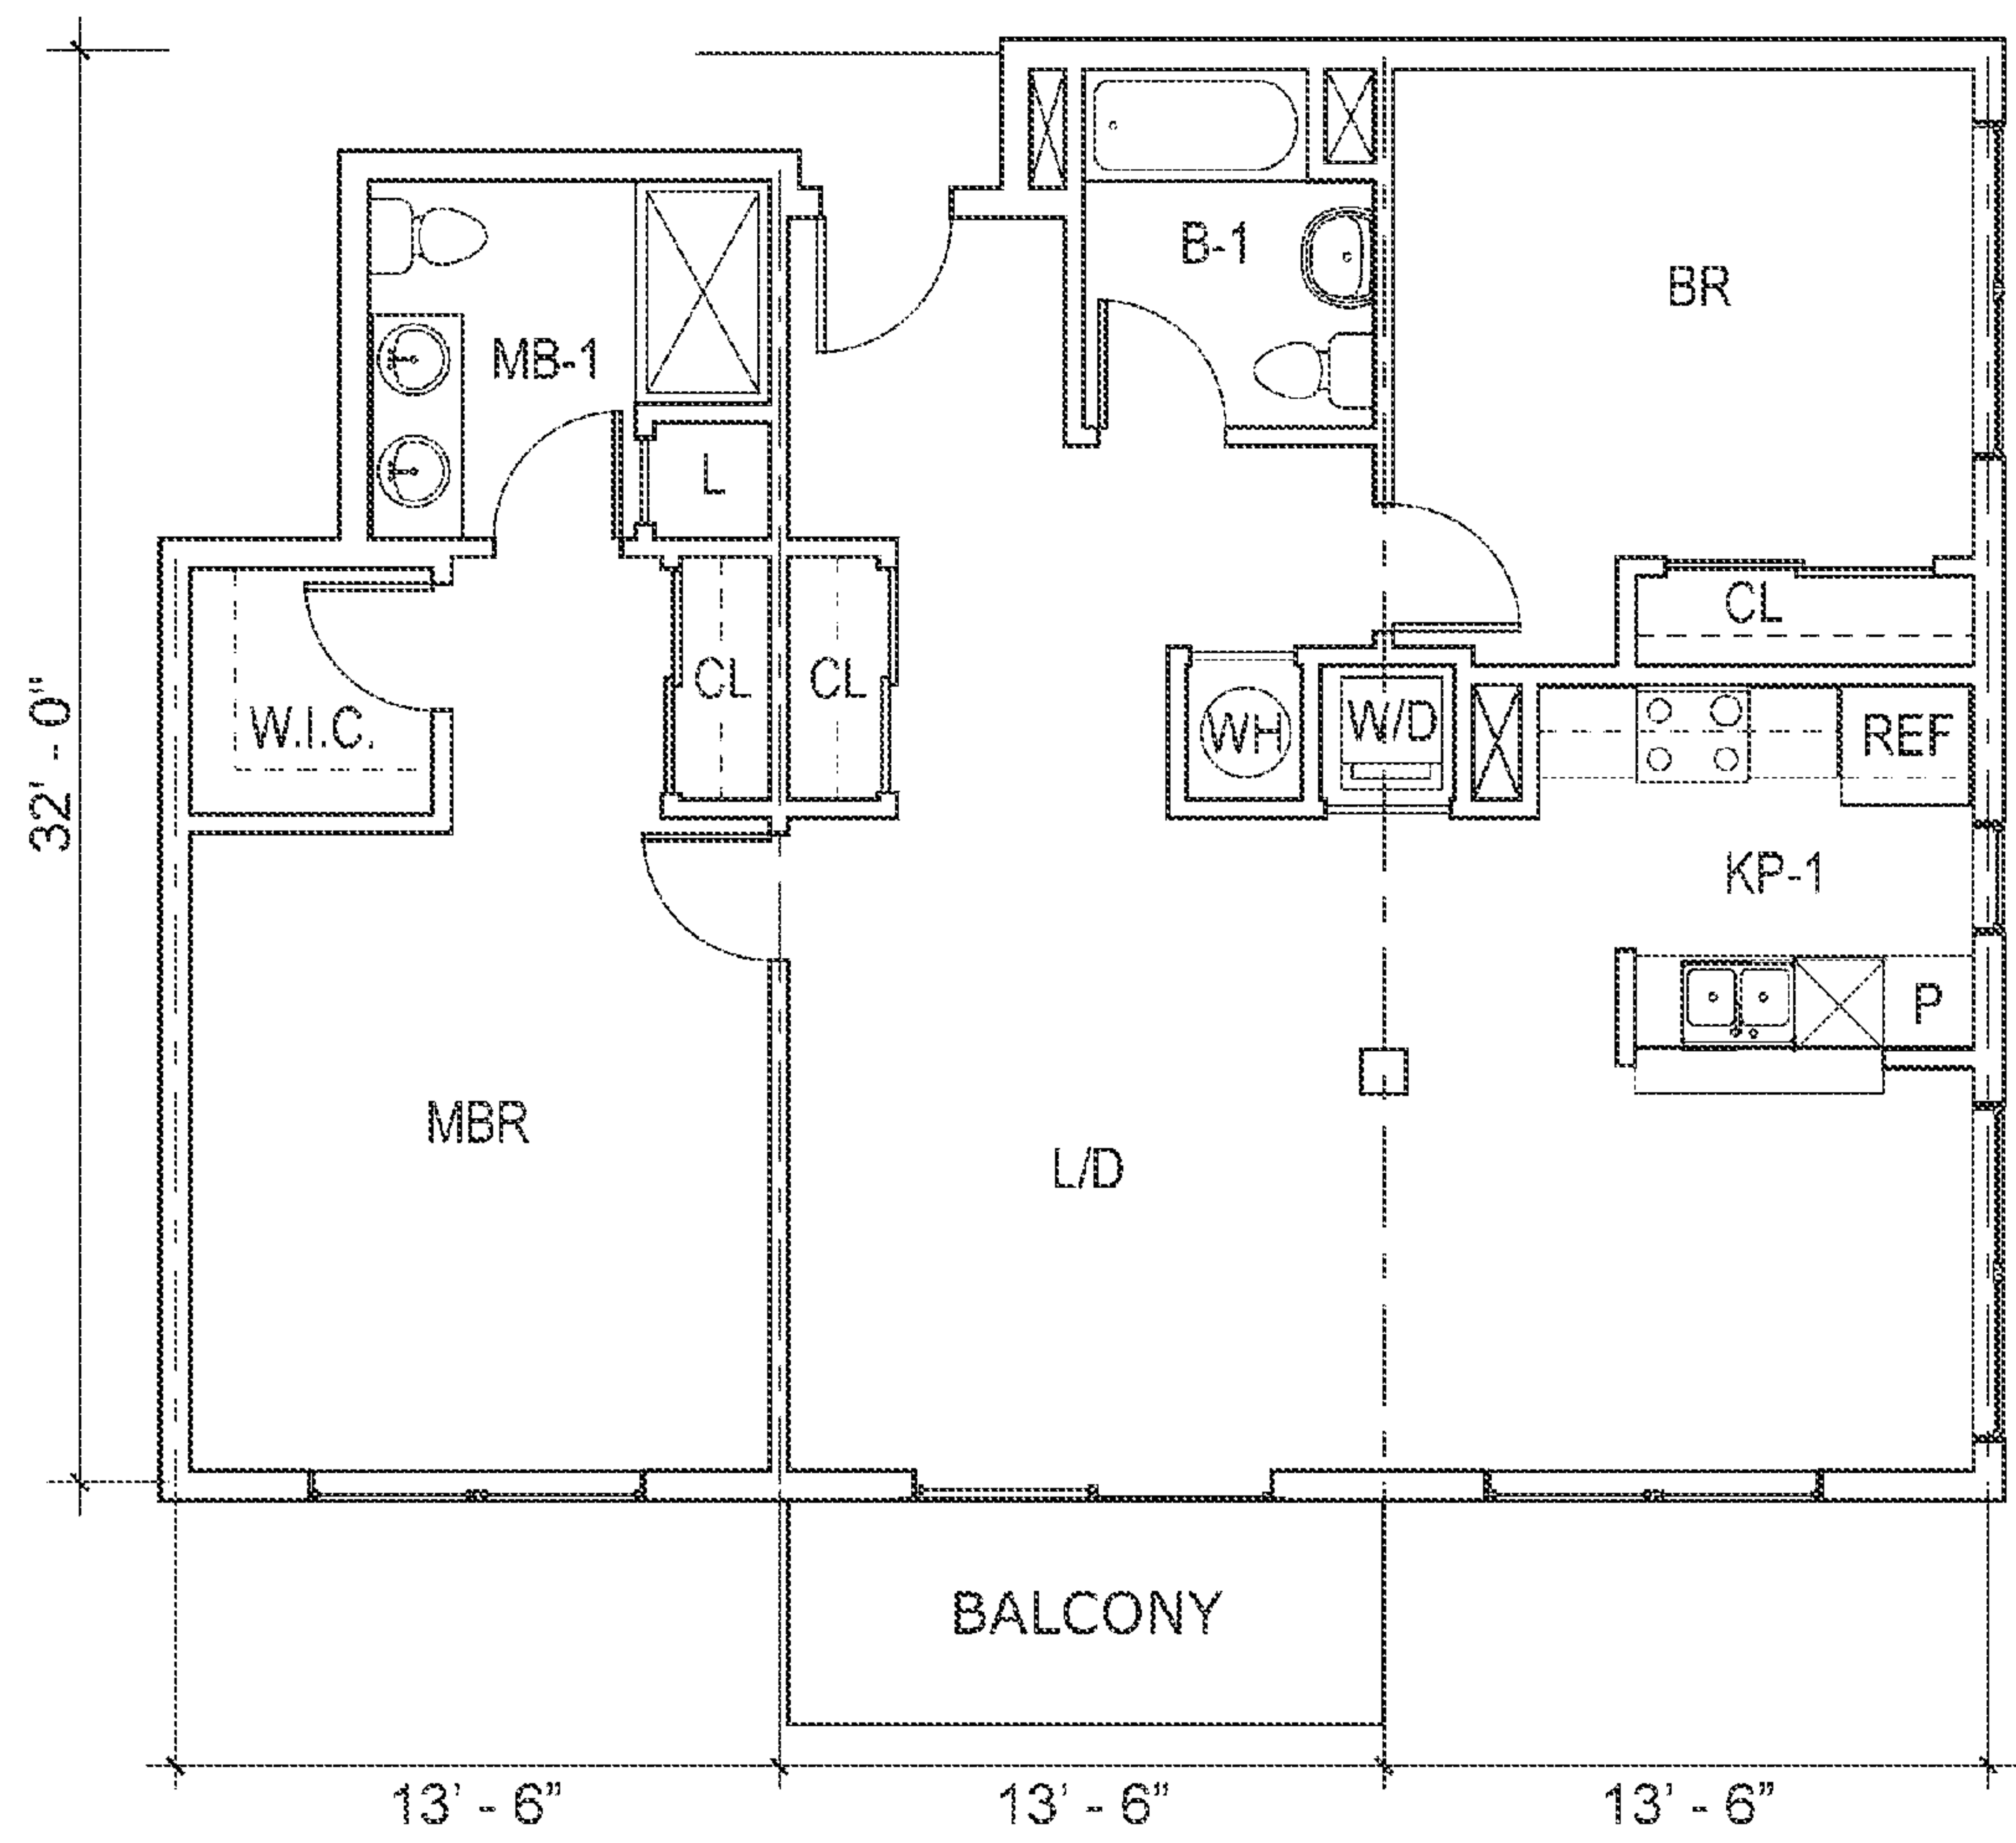 B-1
BR
MB-1
L
CL
CL
CL
W.I.C.
WH
W/D
REF
32' - 0"
KP-1
P
MBR
L/D
BALCONY
13' - 6"
13' - 6"
13' - 6"